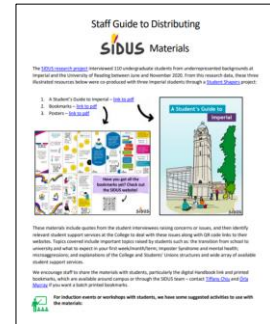 Staff Guide to Distributing
SIDUS Materials
The SIDUS research project interviewed 110 undergraduate students from underrepresented backgrounds at
Imperial and the University of Reading between June and November 2020. From this research data, these three
illustrated resources below were co-produced with three Imperial students through a Student Shapers project:
1. A Student's Guide to Imperial – link to pdf
2. Bookmarks – link to pdf
3. Posters – link to pdf
A Student's Guide to
Imperial
Have you got all the
bookmarks yet? Check out
the SIDUS website!
SIDUS
These materials include quotes from the student interviewees raising concerns or issues, and then identify
relevant student support services at the College to deal with these issues along with QR code links to their
websites. Topics covered include important topics raised by students such as: the transition from school to
university and what to expect in your first week/month/term; Imposter Syndrome and mental health;
microaggressions; and explanations of the College and Students' Unions structures and wide array of available
student support services.
We encourage staff to share the materials with students, particularly the digital Handbook link and printed
bookmarks, which are available around campus or through the SIDUS team – contact Tiffany Chiu and Órla
Murray if you want a batch printed bookmarks.
For induction events or workshops with students, we have some suggested activities to use with
the materials: